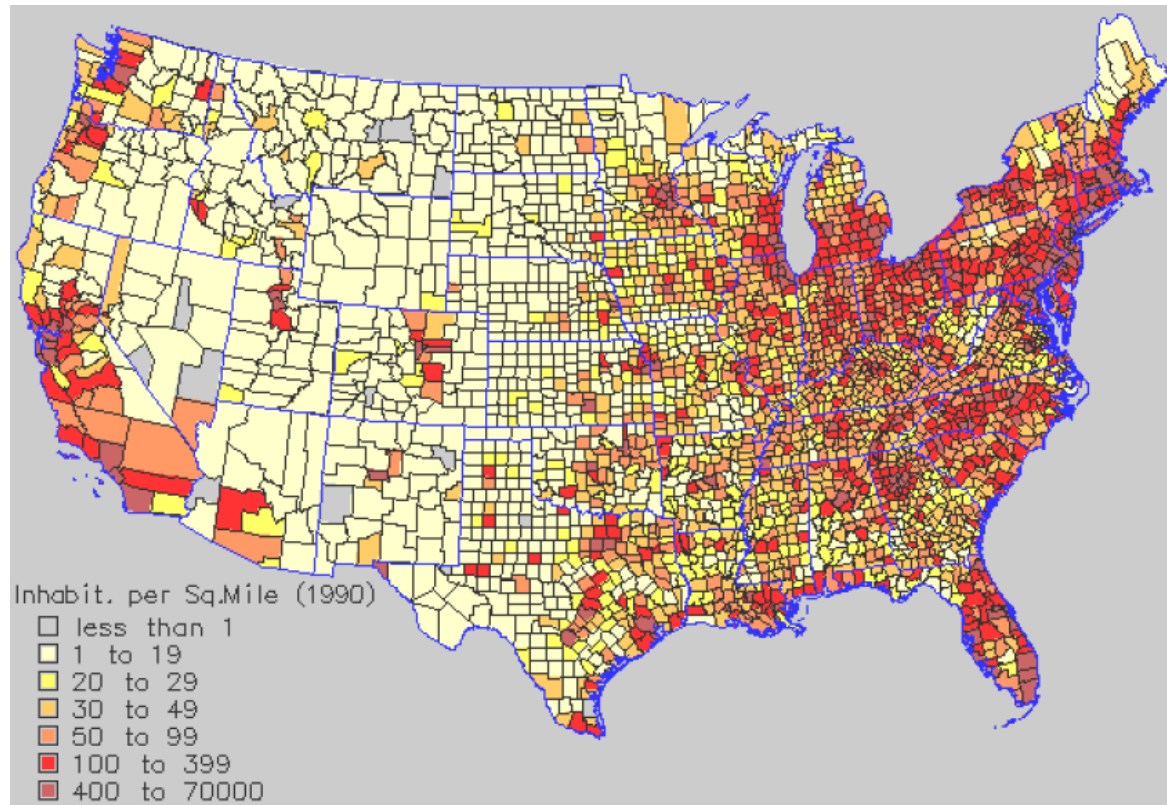 Inhabit. per Sq.Mile (1990)
less than 1
1 to 19
20 to 29
30 to 49
50 to 99
100 to 399
400 to 70000